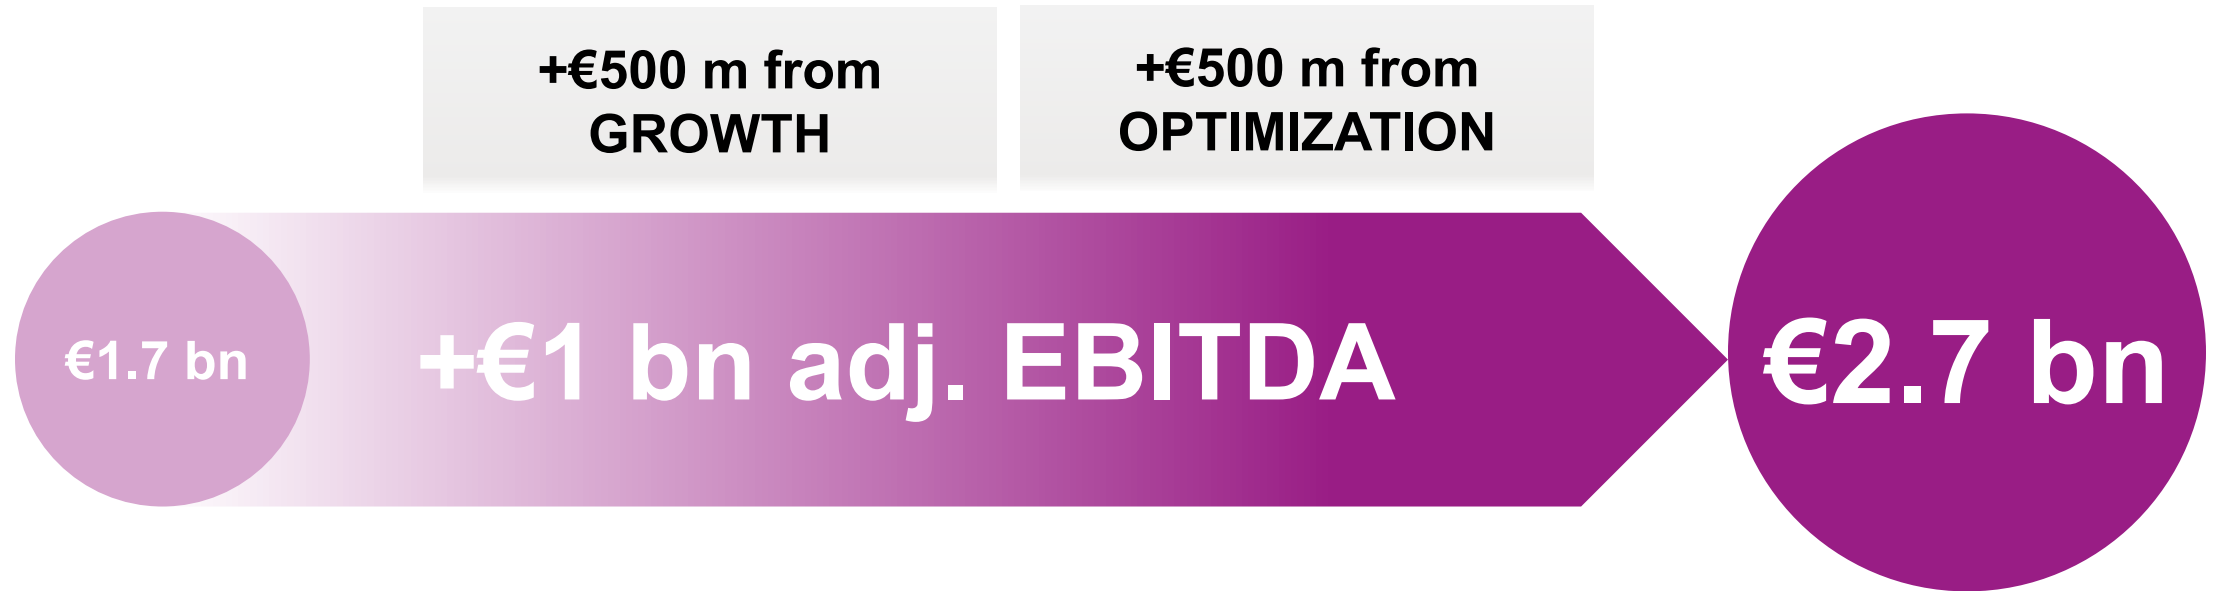 +€500 m from
GROWTH
+€500 m from
OPTIMIZATION
€1.7 bn
+€1 bn adj. EBITDA
€2.7 bn